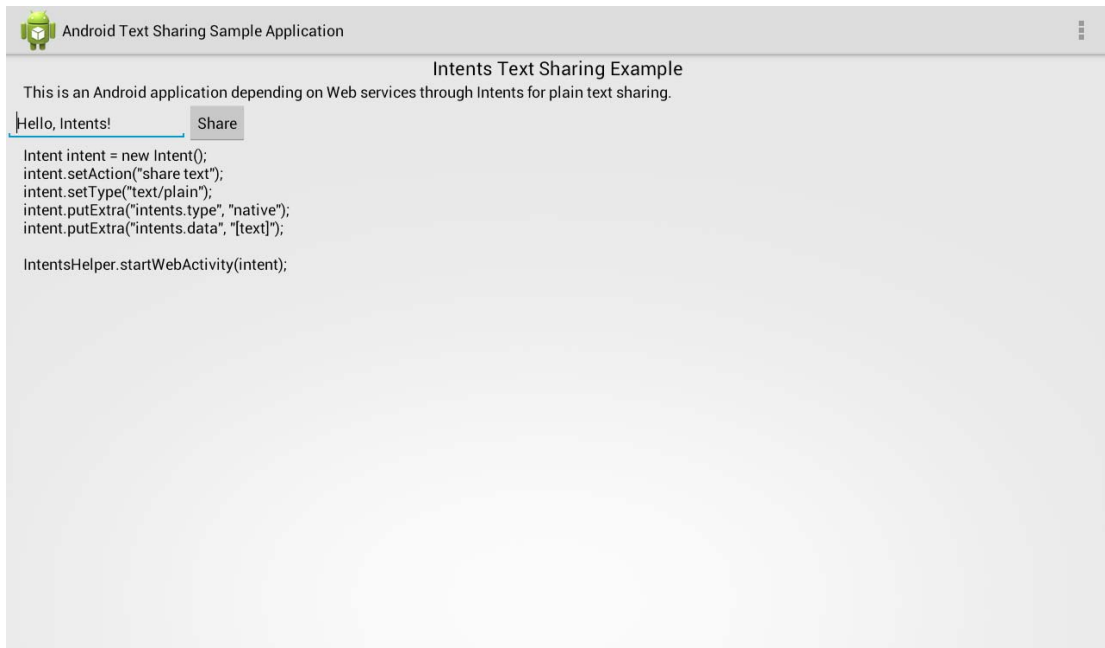 Android Text Sharing Sample Application
Intents Text Sharing Example
This is an Android application depending on Web services through Intents for plain text sharing.
Hello, Intents! Share
Intent intent = new Intent();
intent.setAction("share text");
intent.setType("text/plain");
intent.putExtra("intents.type", "native");
intent.putExtra("intents.data", "[text]");
IntentsHelper.startWebActivity(intent);